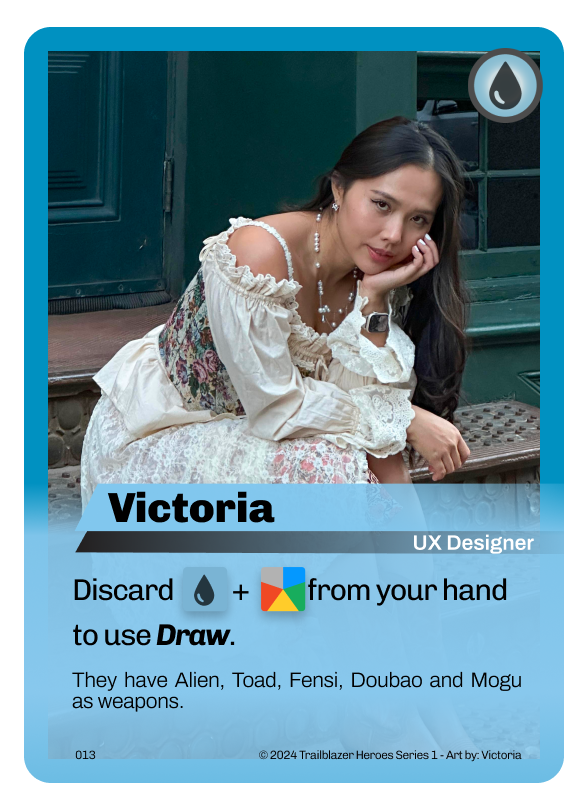 Victoria
UX Designer
Discard + from your hand
to use Draw.
They have Alien, Toad, Fensi, Doubao and Mogu
as weapons.
013 © 2024 Trailblazer Heroes Series 1 - Art by: Victoria